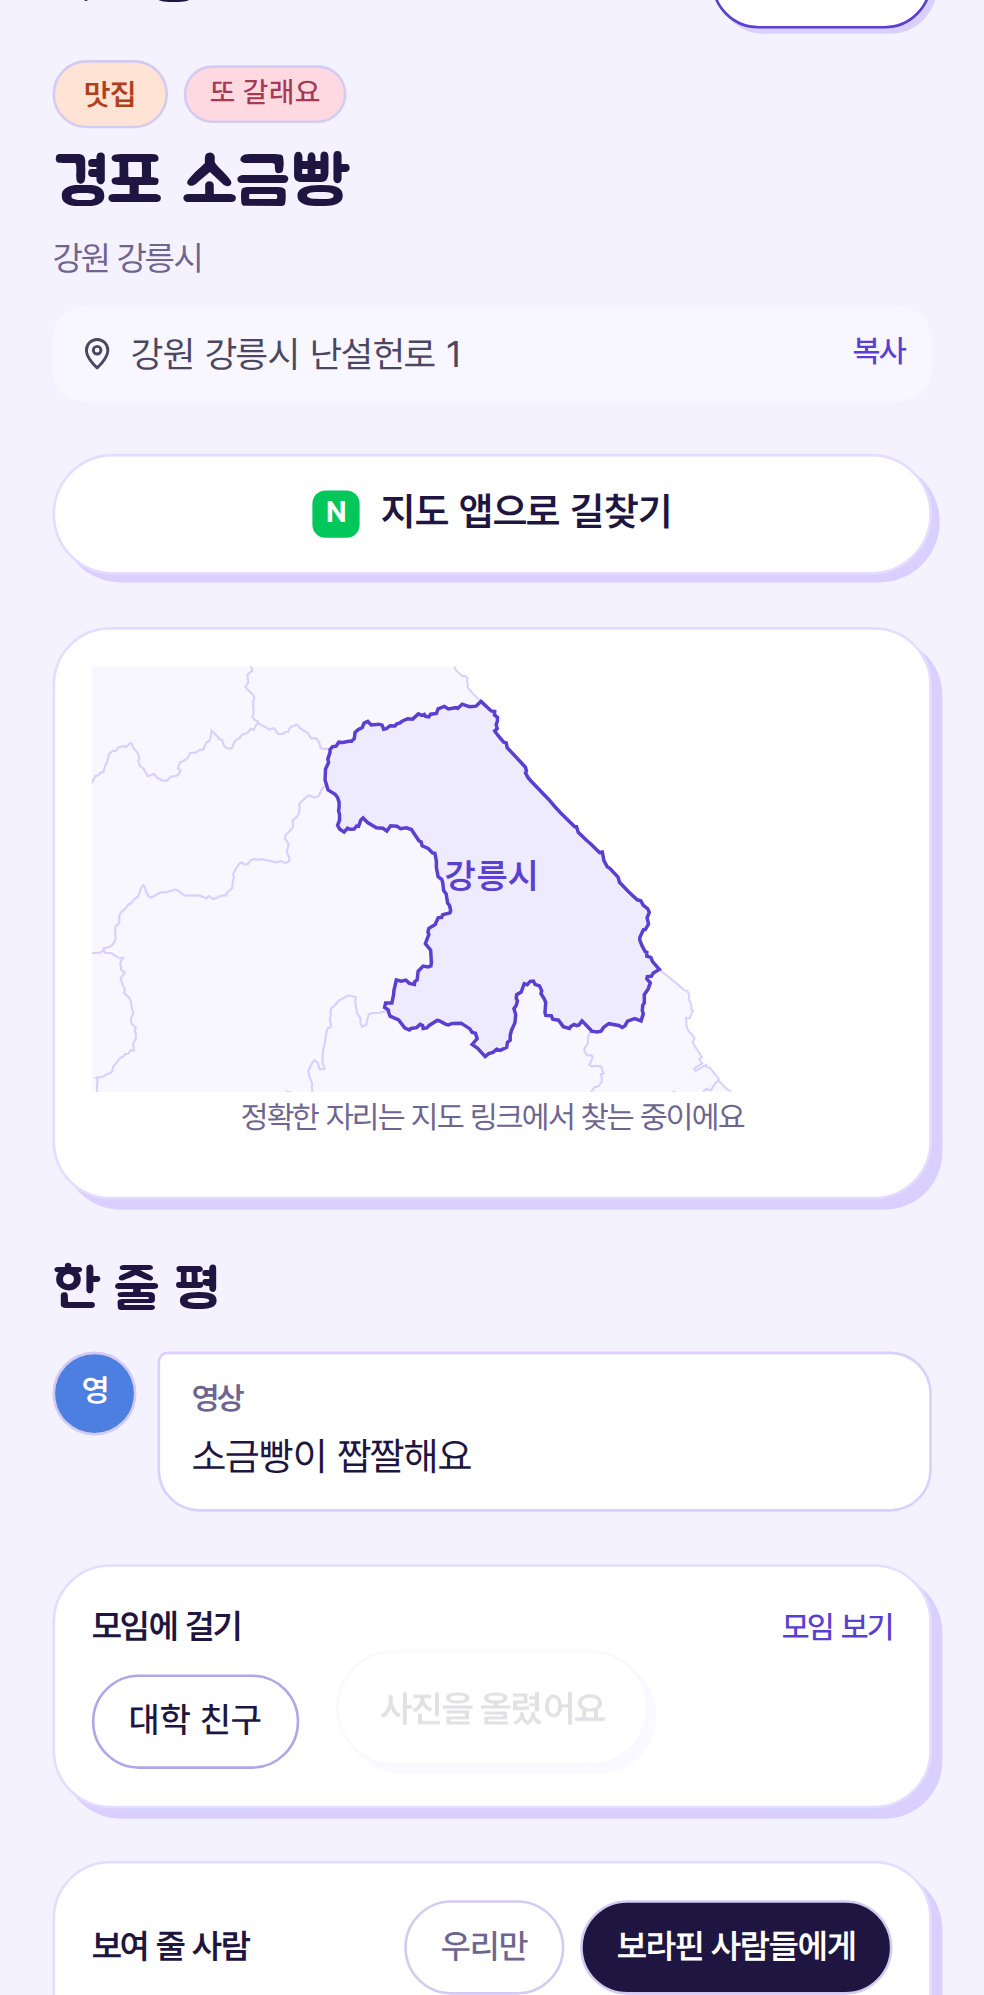 맛집
또 갈래요
경포 소금빵
강원 강릉시
강원 강릉시 난설헌로 1
복사
N 지도 앱으로 길찾기
강릉시
정확한 자리는 지도 링크에서 찾는 중이에요
한 줄 평
영
영상
소금빵이 짭짤해요
모임에 걸기
모임 보기
대학 친구
사진을 올렸어요
보여 줄 사람
우리만
보라핀 사람들에게